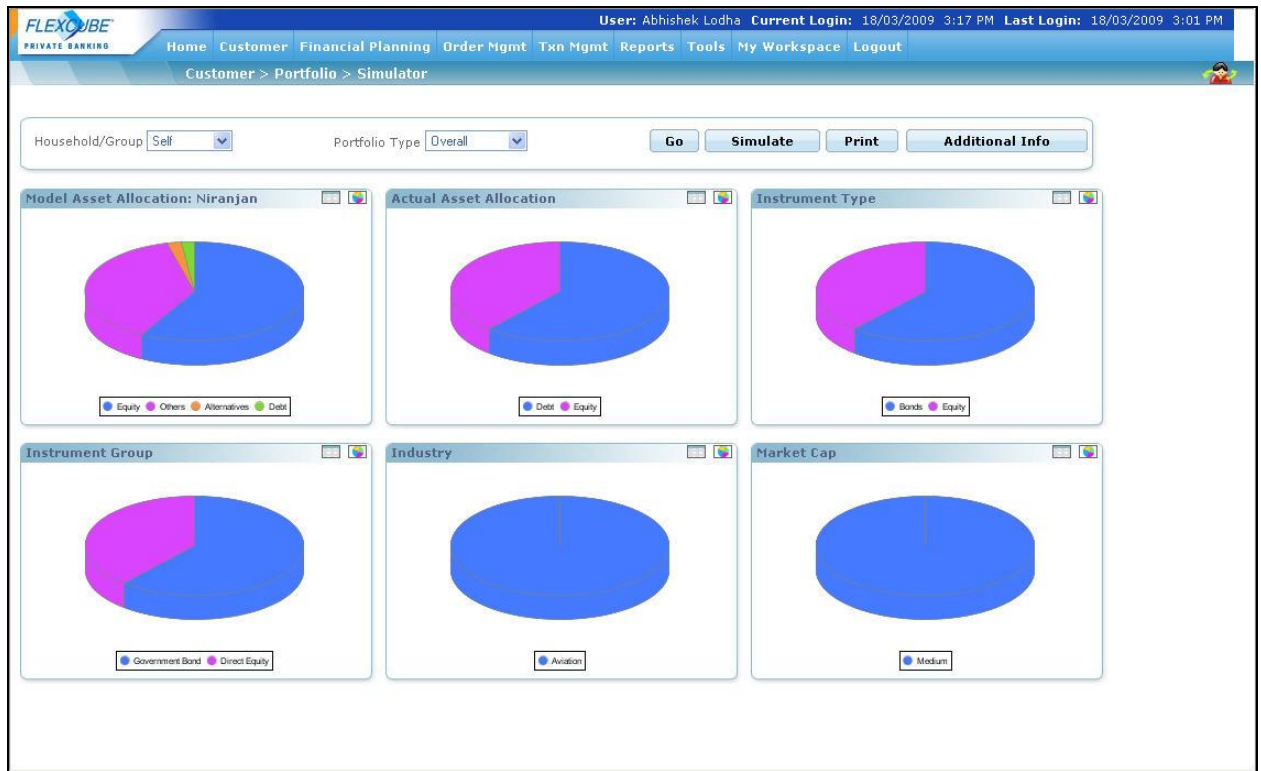 FLEXCUBE
PRIVATE BANKING
User: Abhishek Lodha Current Login: 18/03/2009 3:17 PM Last Login: 18/03/2009 3:01 PM
Home Customer Financial Planning Order Mgmt Txn Mgmt Reports Tools My Workspace Logout
Customer > Portfolio > Simulator
Household/Group Self Portfolio Type Overall Go Simulate Print Additional Info
Model Asset Allocation: Niranjan
Equity Others Alternatives Debt
Actual Asset Allocation
Debt Equity
Instrument Type
Bonds Equity
Instrument Group
Government Bond Direct Equity
Industry
Aviation
Market Cap
Medium